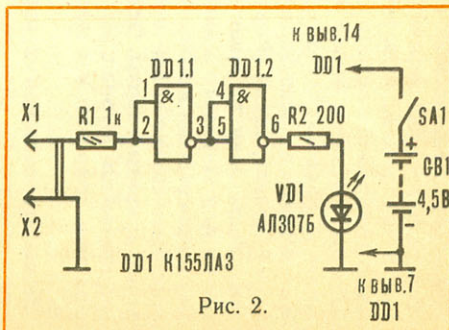 К ВЫВ.14
DD1
DD1.1
DD1.2
1
&
4
&
X1
R1 1к
2
3
5
6
R2 200
SA1
+
GB1
4,5В
-
VD1
АЛ307Б
X2
DD1 К155ЛА3
К ВЫВ.7
DD1
Рис. 2.